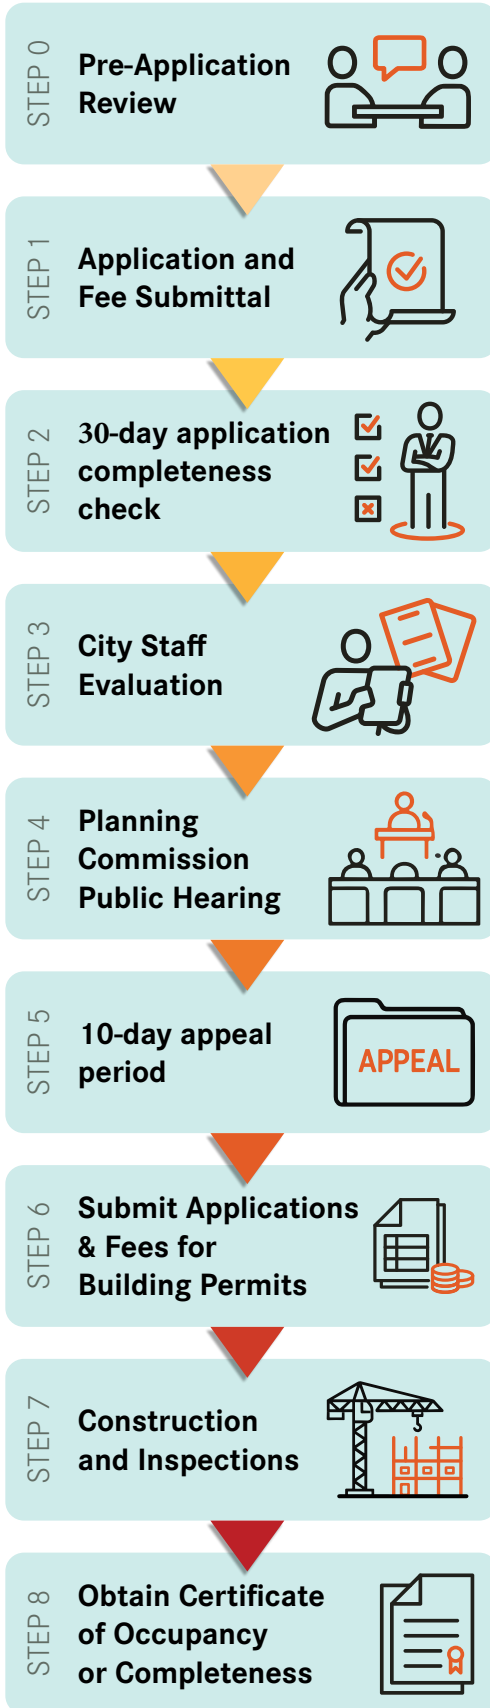 STEP 0
Pre-Application
Review
STEP 1
Application and
Fee Submittal
STEP 2
30-day application
completeness
check
STEP 3
City Staff
Evaluation
STEP 4
Planning
Commission
Public Hearing
STEP 5
10-day appeal
period
APPEAL
STEP 6
Submit Applications
& Fees for
Building Permits
STEP 7
Construction
and Inspections
STEP 8
Obtain Certificate
of Occupancy
or Completeness